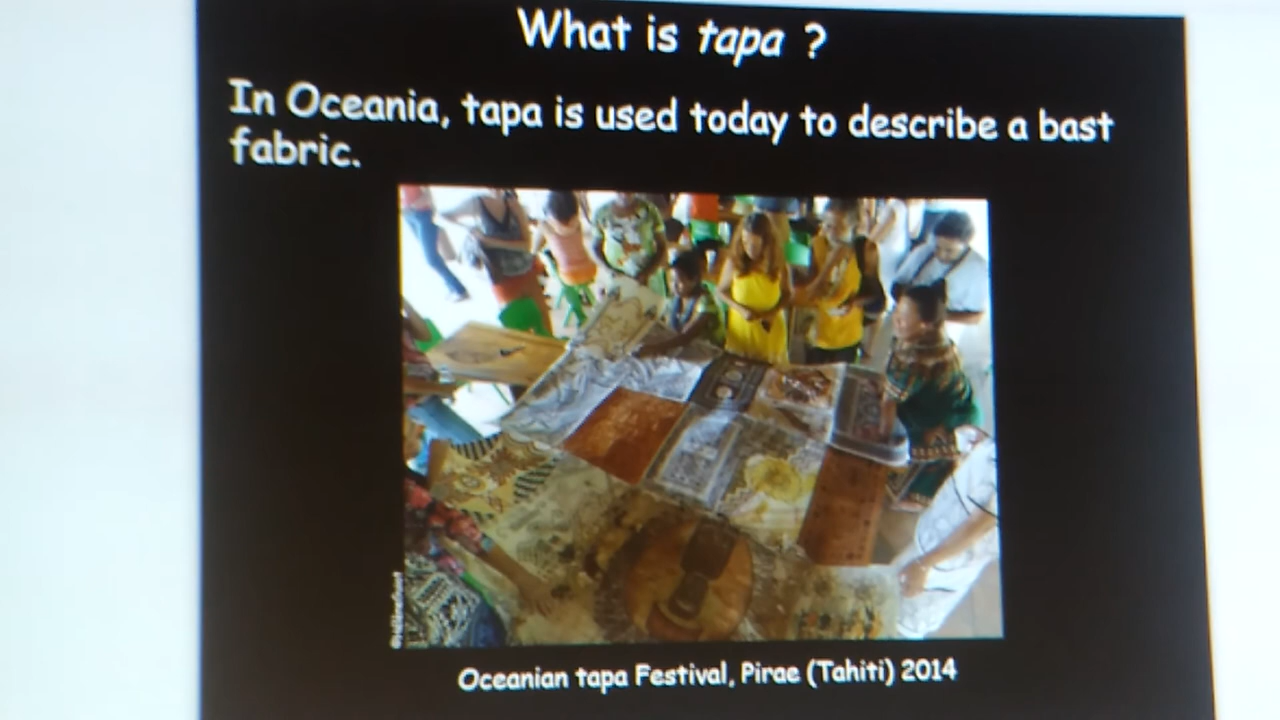 What is tapa ?
In Oceania, tapa is used today to describe a bast
fabric.
Oceanian tapa Festival, Pirae (Tahiti) 2014